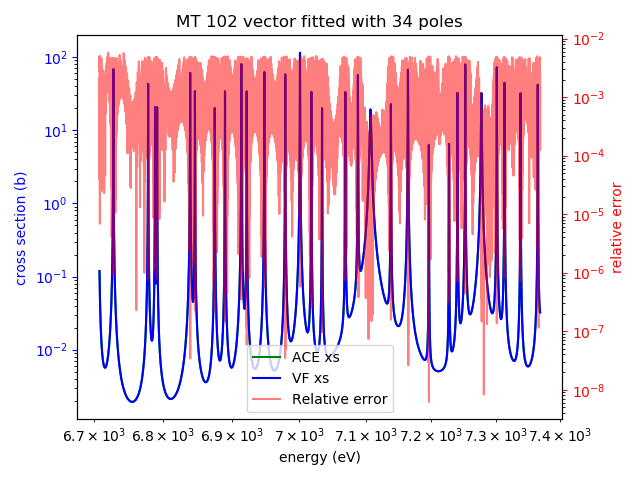 MT 102 vector fitted with 34 poles
10²
10¹
10⁰
10⁻¹
10⁻²
cross section (b)
10⁻²
10⁻³
10⁻⁴
10⁻⁵
10⁻⁶
10⁻⁷
10⁻⁸
relative error
ACE xs
VF xs
Relative error
6.7 × 10³ 6.8 × 10³ 6.9 × 10³ 7 × 10³ 7.1 × 10³ 7.2 × 10³ 7.3 × 10³ 7.4 × 10³
energy (eV)